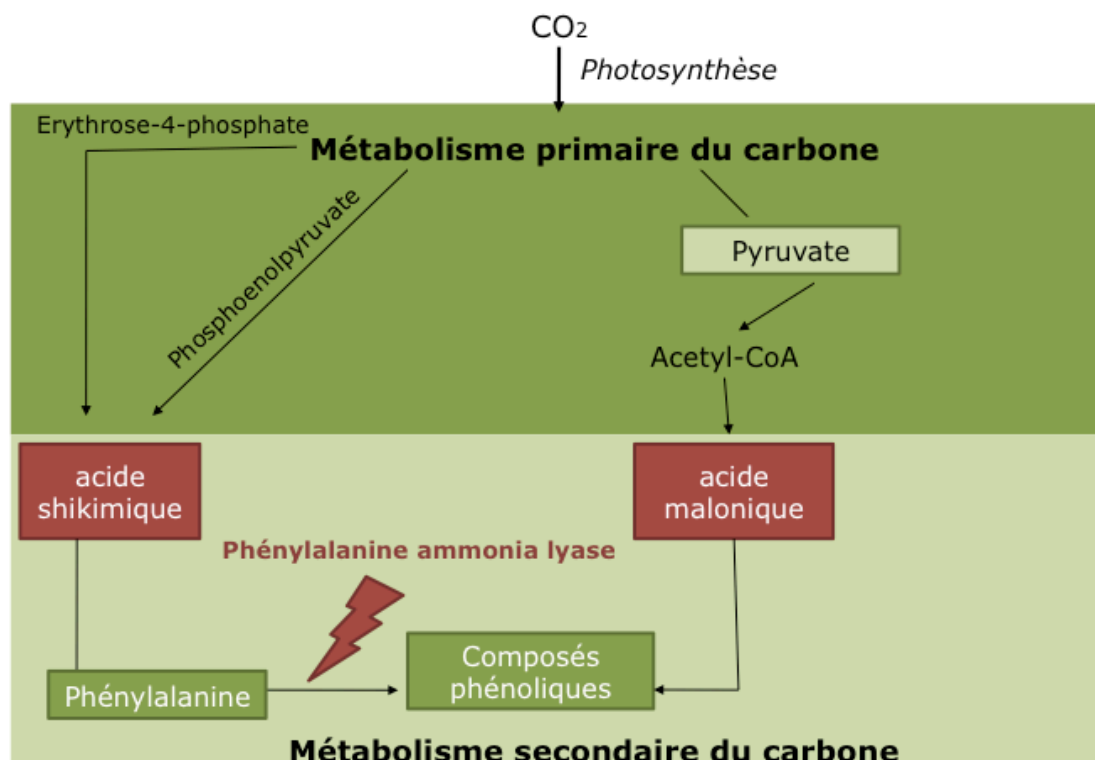 CO2
Photosynthèse
Erythrose-4-phosphate
Métabolisme primaire du carbone
Phosphoenolpyruvate
Pyruvate
Acetyl-CoA
acide
shikimique
acide
malonique
Phénylalanine ammonia lyase
Composés
phénoliques
Phénylalanine
Métabolisme secondaire du carbone